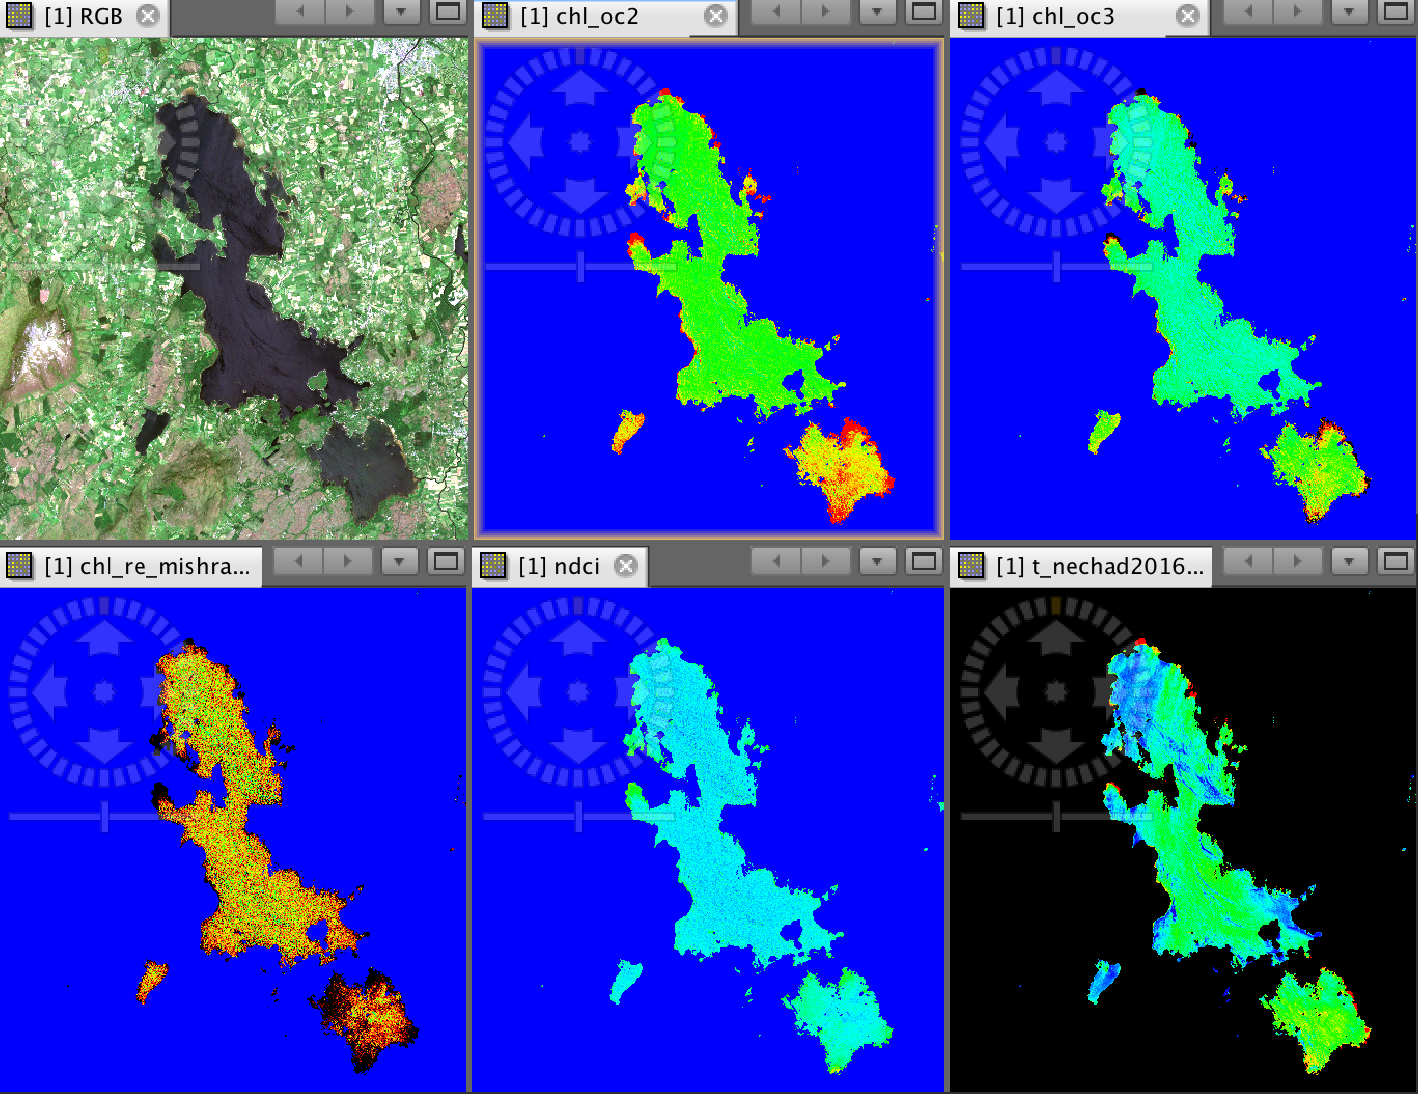 [1] RGB
[1] chl_oc2
[1] chl_oc3
[1] chl_re_mishra...
[1] ndci
[1] t_nechad2016...